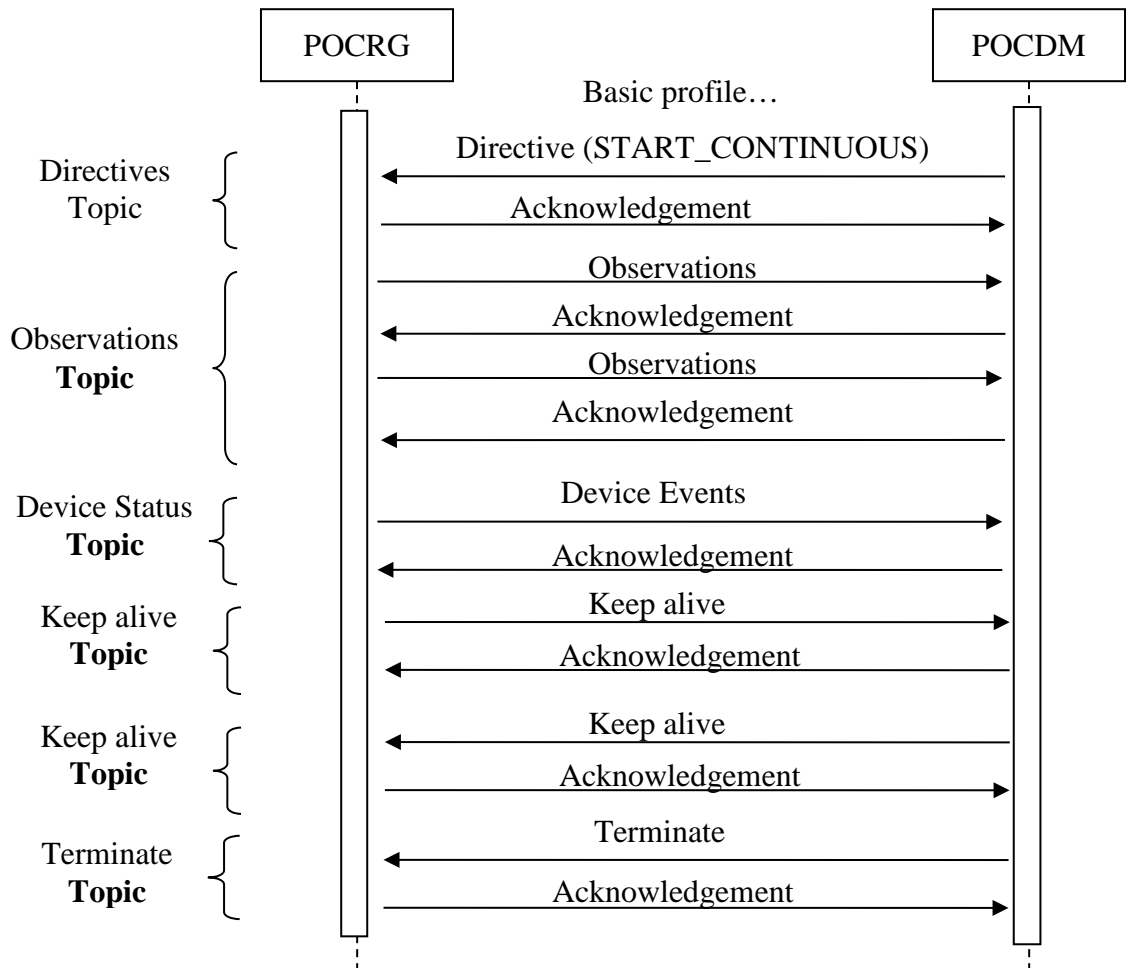 POCRG
POCDM
Basic profile…
Directives
Topic
Directive (START_CONTINUOUS)
Acknowledgement
Observations
Topic
Observations
Acknowledgement
Observations
Acknowledgement
Device Status
Topic
Device Events
Acknowledgement
Keep alive
Topic
Keep alive
Acknowledgement
Keep alive
Topic
Keep alive
Acknowledgement
Terminate
Topic
Terminate
Acknowledgement